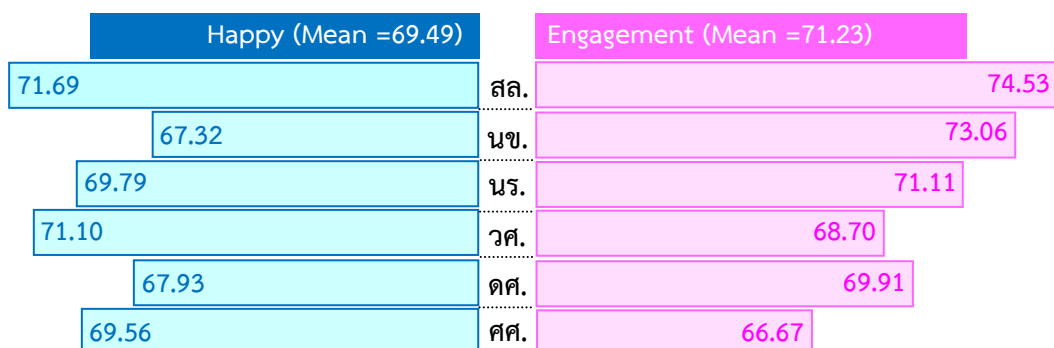 Happy (Mean =69.49) Engagement (Mean =71.23)
71.69 สล. 74.53
67.32 นข. 73.06
69.79 นร. 71.11
71.10 วศ. 68.70
67.93 ดศ. 69.91
69.56 ศศ. 66.67